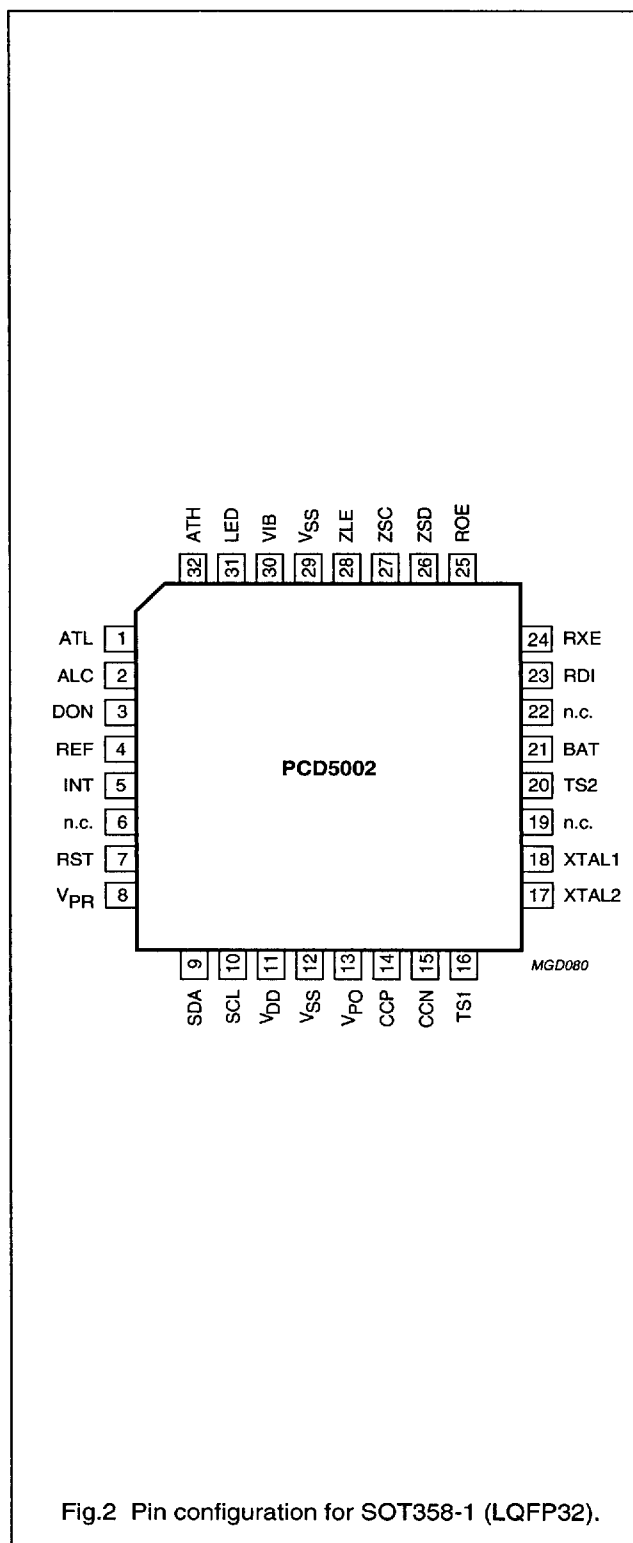 ATH LED VIB VSS ZLE ZSC ZSD ROE
32 31 30 29 28 27 26 25
ATL 1 24 RXE
ALC 2 23 RDI
DON 3 22 n.c.
REF 4 21 BAT
INT 5 20 TS2
n.c. 6 19 n.c.
RST 7 18 XTAL1
VPR 8 17 XTAL2
PCD5002
9 10 11 12 13 14 15 16
SDA SCL VDD VSS VPO CCP CCN TS1
MGD080
Fig.2 Pin configuration for SOT358-1 (LQFP32).